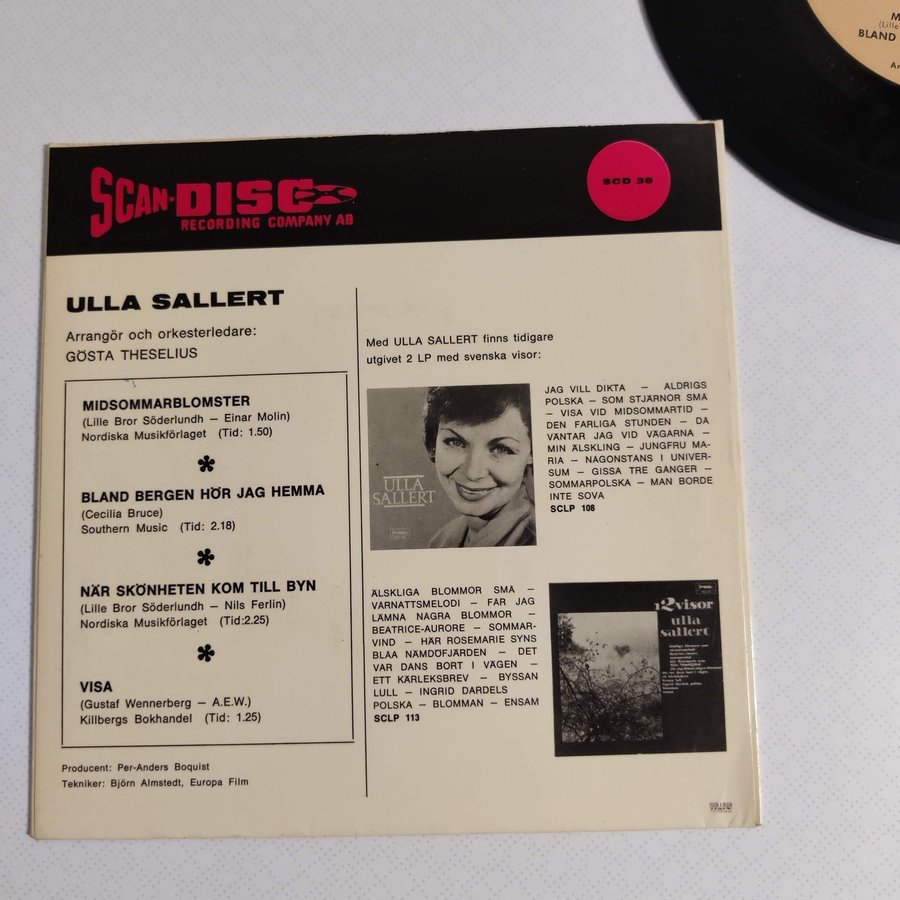 SCAN-DISC
RECORDING COMPANY AB
SCD 38
ULLA SALLERT
Arrangör och orkesterledare:
GÖSTA THESELIUS
MIDSOMMARBLOMSTER
(Lille Bror Söderlundh – Einar Molin)
Nordiska Musikförlaget (Tid: 1.50)
BLAND BERGEN HÖR JAG HEMMA
(Cecilia Bruce)
Southern Music (Tid: 2.18)
NÄR SKÖNHETEN KOM TILL BYN
(Lille Bror Söderlundh – Nils Ferlin)
Nordiska Musikförlaget (Tid:2.25)
VISA
(Gustaf Wennerberg – A.E.W.)
Killbergs Bokhandel (Tid: 1.25)
Producent: Per-Anders Boquist
Tekniker: Björn Almstedt, Europa Film
Med ULLA SALLERT finns tidigare
utgivet 2 LP med svenska visor:
ULLA
SALLERT
JAG VILL DIKTA – ALDRIGS
POLSKA – SOM STJÄRNOR SMÅ
– VISA VID MIDSOMMARTID –
DEN FARLIGA STUNDEN – DÅ
VÄNTAR JAG VID VÄGARNA –
MIN ÄLSKLING – JUNGFRU MA-
RIA – NÅGONSTANS I UNIVER-
SUM – GISSA TRE GÅNGER –
SOMMARPOLSKA – MAN BORDE
INTE SOVA
SCLP 108
ÄLSKLIGA BLOMMOR SMÅ –
VÅRNATTSMELODI – FÅR JAG
LÄMNA NÅGRA BLOMMOR –
BEATRICE-AURORE – SOMMAR-
VIND – HÄR ROSEMARIE SYNS
BLÅA NÄMDÖFJÄRDEN – DET
VAR DANS BORT I VÄGEN –
ETT KÄRLEKSBREV – BYSSAN
LULL – INGRID DARDELS
POLSKA – BLOMMAN – ENSAM
SCLP 113
12 visor
ulla
sallert
M
(Lille
BLAND
Ar